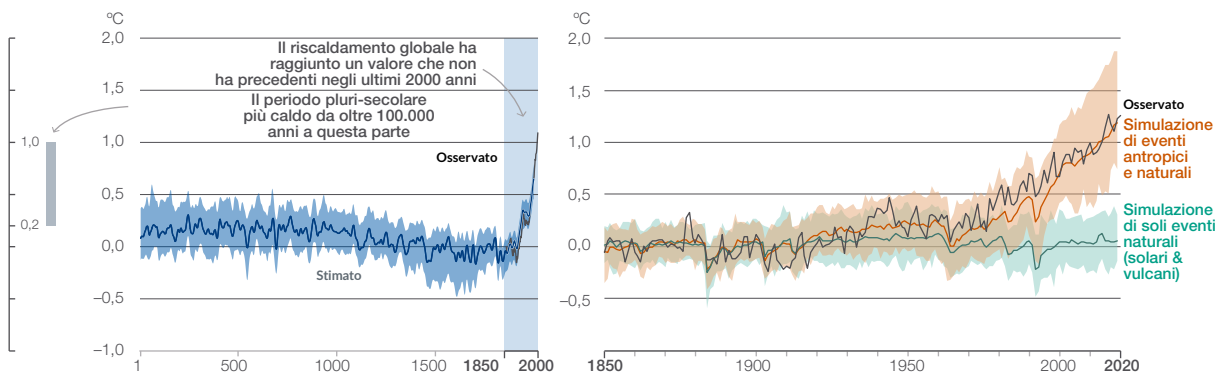 ºC
2,0
1,5
1,0
0,5
0,0
−0,5
−1,0
1,0
0,2
Il riscaldamento globale ha
raggiunto un valore che non
ha precedenti negli ultimi 2000 anni
Il periodo pluri-secolare
più caldo da oltre 100.000
anni a questa parte
Osservato
Stimato
1
500
1000
1500
1850
2000
ºC
2,0
1,5
1,0
0,5
0,0
−0,5
1850
1900
1950
2000
2020
Osservato
Simulazione
di eventi
antropici
e naturali
Simulazione
di soli eventi
naturali
(solari &
vulcani)